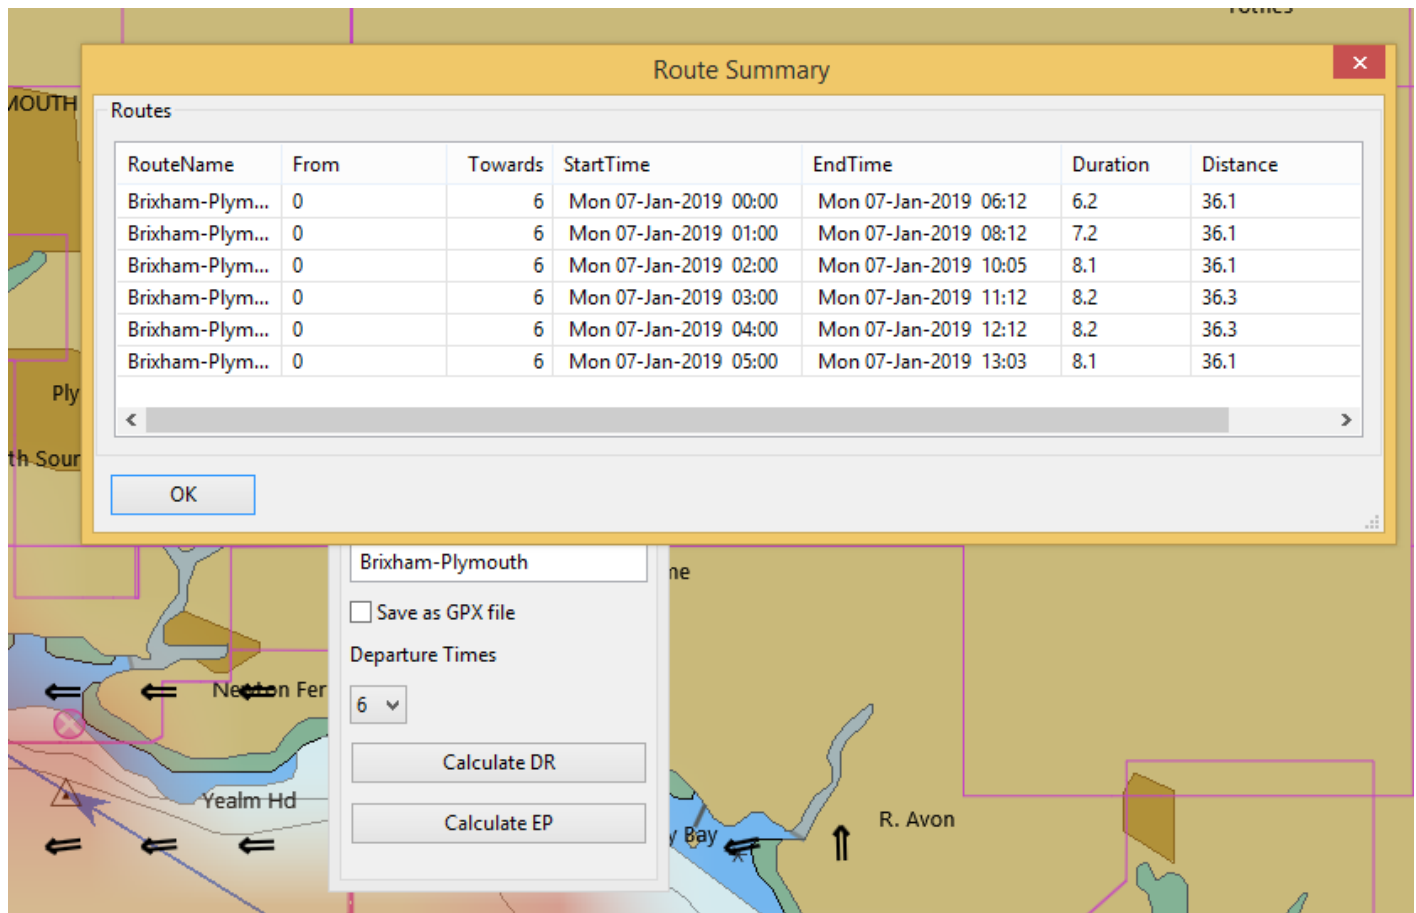 Route Summary
MOUTH
Routes
RouteName From Towards StartTime EndTime Duration Distance
Brixham-Plym... 0 6 Mon 07-Jan-2019 00:00 Mon 07-Jan-2019 06:12 6.2 36.1
Brixham-Plym... 0 6 Mon 07-Jan-2019 01:00 Mon 07-Jan-2019 08:12 7.2 36.1
Brixham-Plym... 0 6 Mon 07-Jan-2019 02:00 Mon 07-Jan-2019 10:05 8.1 36.1
Brixham-Plym... 0 6 Mon 07-Jan-2019 03:00 Mon 07-Jan-2019 11:12 8.2 36.3
Brixham-Plym... 0 6 Mon 07-Jan-2019 04:00 Mon 07-Jan-2019 12:12 8.2 36.3
Brixham-Plym... 0 6 Mon 07-Jan-2019 05:00 Mon 07-Jan-2019 13:03 8.1 36.1
Ply
th Sour
OK
Brixham-Plymouth
me
Save as GPX file
Departure Times
Newton Fer
6
Calculate DR
Yealm Hd
Calculate EP
y Bay
R. Avon